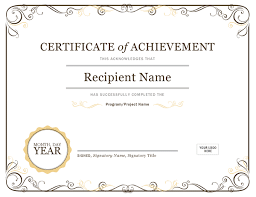 CERTIFICATE of ACHIEVEMENT
THIS ACKNOWLEDGES THAT
Recipient Name
HAS SUCCESSFULLY COMPLETED THE
Program/Project Name
MONTH, DAY
YEAR
SIGNED, Signatory Name, Signatory Title
YOUR LOGO
HERE